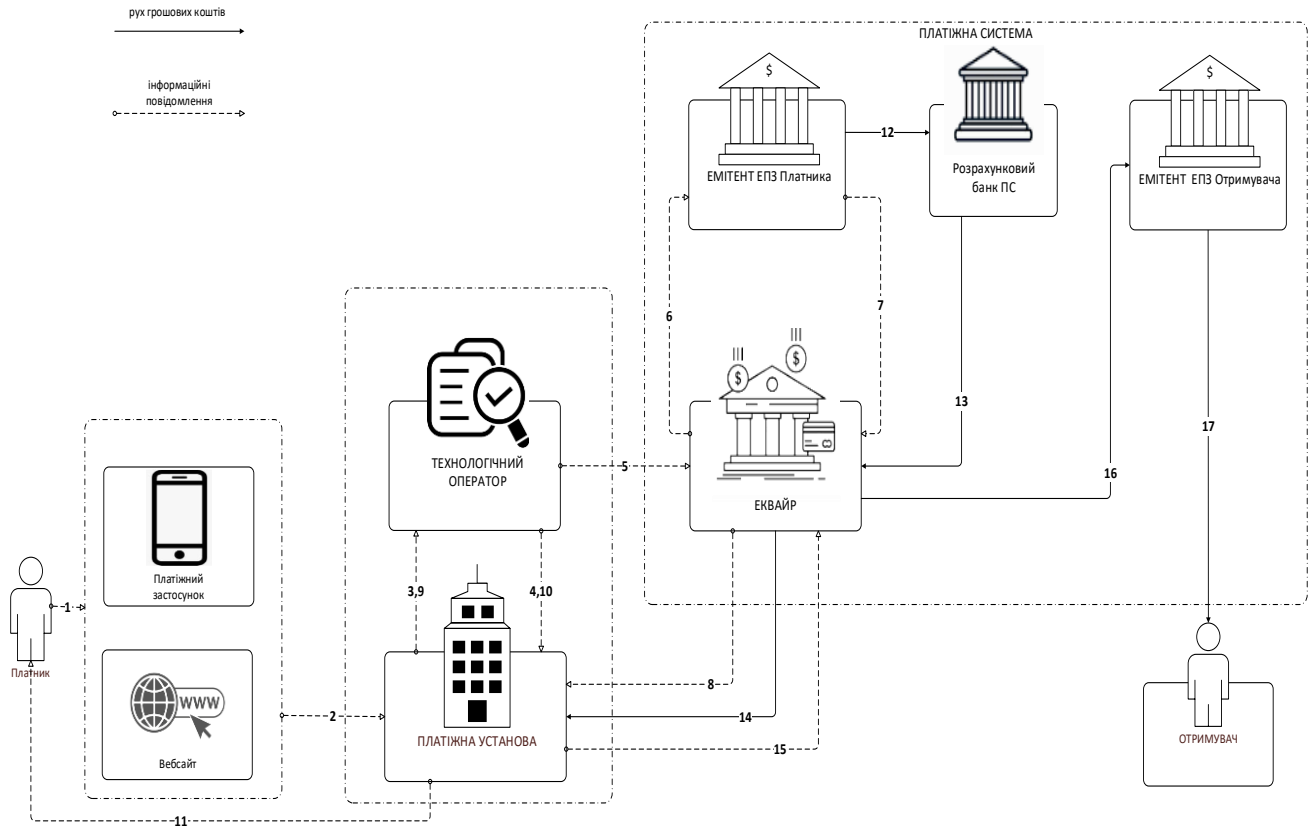 рух грошових коштів
інформаційні
повідомлення
ПЛАТІЖНА СИСТЕМА
$
ЕМІТЕНТ ЕПЗ Платника
12
Розрахунковий
банк ПС
$
ЕМІТЕНТ ЕПЗ Отримувача
6
7
13
17
16
$
$
ЕКВАЙР
ТЕХНОЛОГІЧНИЙ
ОПЕРАТОР
5
3,9
4,10
Платіжний
застосунок
1
Платник
WWW
Вебсайт
2
ПЛАТІЖНА УСТАНОВА
8
14
15
11
ОТРИМУВАЧ